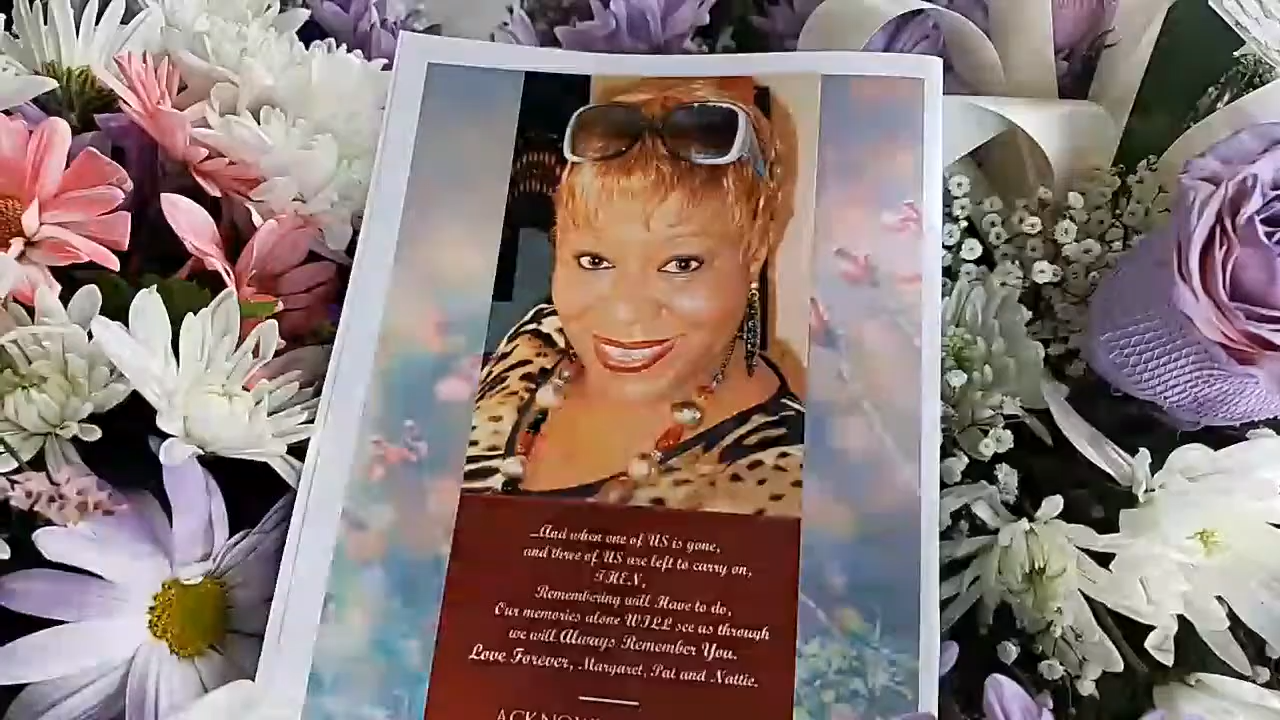 ...And when one of US is gone,
and three of US are left to carry on,
THEN,
Remembering will Have to do,
Our memories alone WILL see as through
we will Always Remember You.
Love Forever, Margaret, Pat and Nattie.